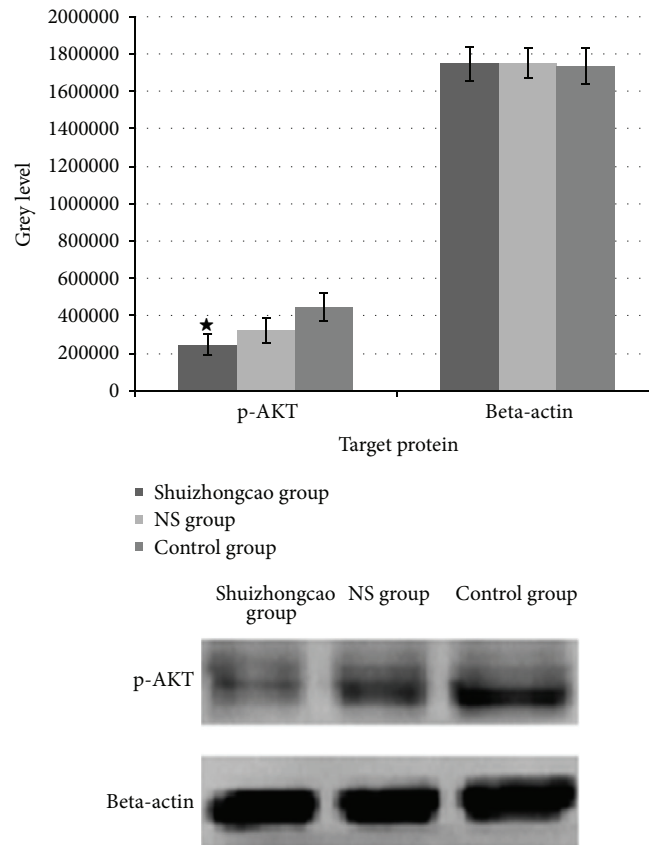 2000000
1800000
1600000
1400000
1200000
1000000
800000
600000
400000
200000
0
Grey level
★
p-AKT
Beta-actin
Target protein
Shuizhongcao group
NS group
Control group
Shuizhongcao
group
NS group
Control group
p-AKT
Beta-actin